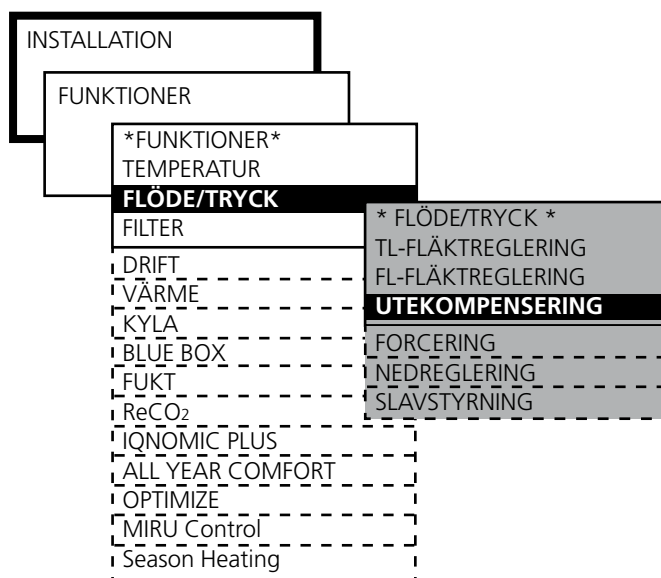 INSTALLATION
FUNKTIONER
*FUNKTIONER*
TEMPERATUR
FLÖDE/TRYCK
FILTER
DRIFT
VÄRME
KYLA
BLUE BOX
FUKT
ReCO2
IQNOMIC PLUS
ALL YEAR COMFORT
OPTIMIZE
MIRU Control
Season Heating
* FLÖDE/TRYCK *
TL-FLÄKTREGLERING
FL-FLÄKTREGLERING
UTEKOMPENSERING
FORCERING
NEDREGLERING
SLAVSTYRNING